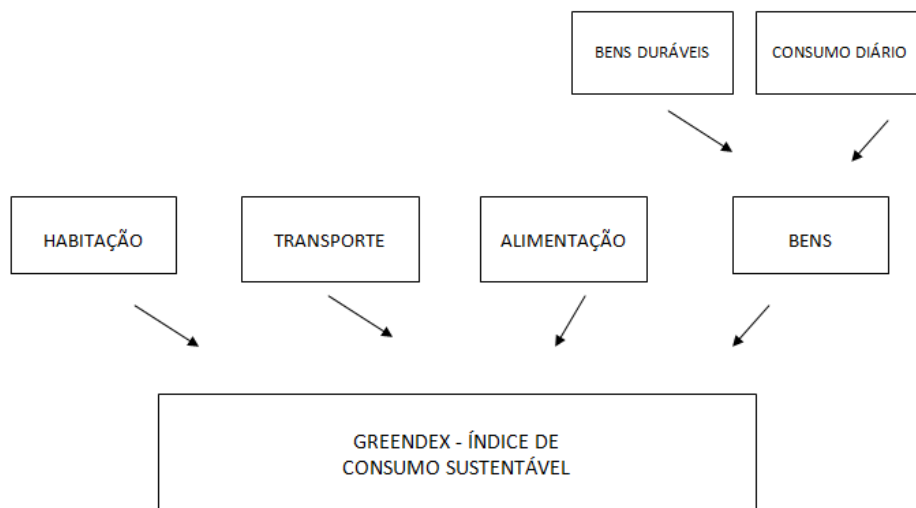 BENS DURÁVEIS
CONSUMO DIÁRIO
HABITAÇÃO
TRANSPORTE
ALIMENTAÇÃO
BENS
GREENDEX - ÍNDICE DE
CONSUMO SUSTENTÁVEL